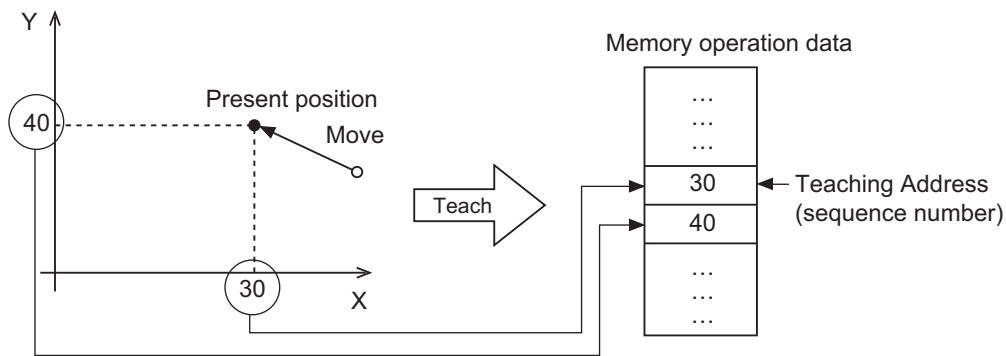 Y
Memory operation data
Present position
Move
40
…
…
…
30
Teaching Address
(sequence number)
Teach
40
30
X
…
…
…